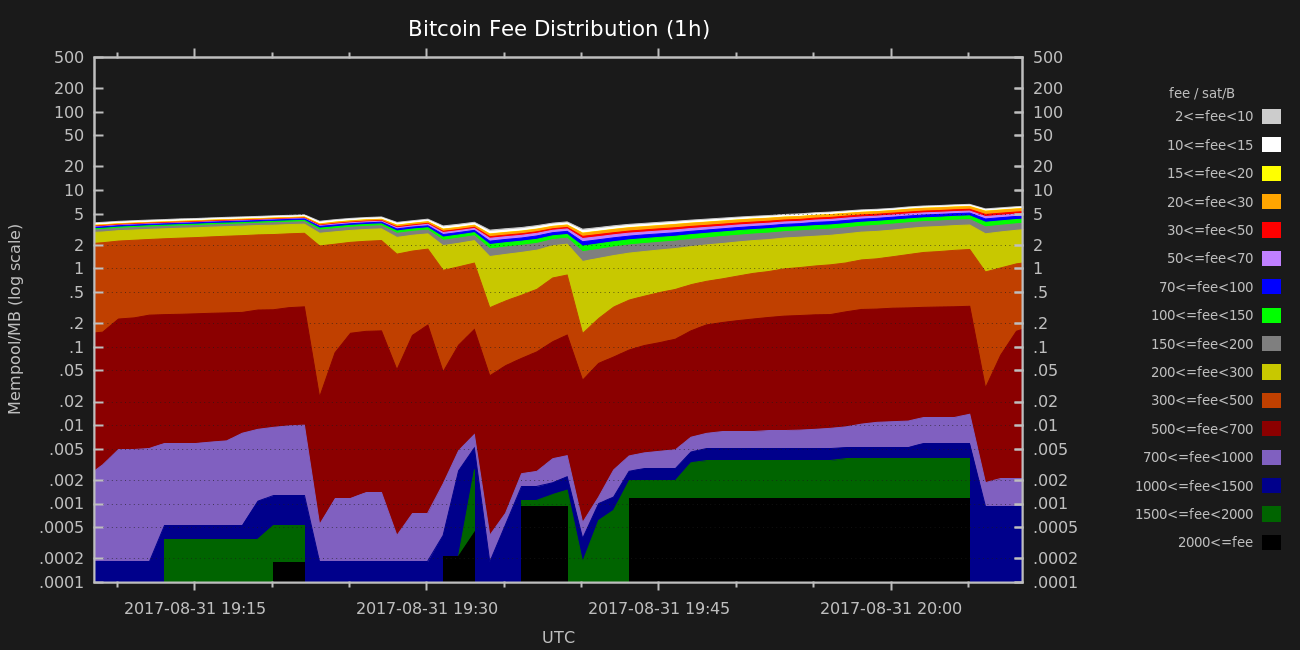 Bitcoin Fee Distribution (1h)
500
200
100
50
20
10
5
2
1
.5
.2
.1
.05
.02
.01
.005
.002
.001
.0005
.0002
.0001
Mempool/MB (log scale)
500
200
100
50
20
10
5
2
1
.5
.2
.1
.05
.02
.01
.005
.002
.001
.0005
.0002
.0001
2017-08-31 19:15
2017-08-31 19:30
2017-08-31 19:45
2017-08-31 20:00
UTC
fee / sat/B
2<=fee<10
10<=fee<15
15<=fee<20
20<=fee<30
30<=fee<50
50<=fee<70
70<=fee<100
100<=fee<150
150<=fee<200
200<=fee<300
300<=fee<500
500<=fee<700
700<=fee<1000
1000<=fee<1500
1500<=fee<2000
2000<=fee